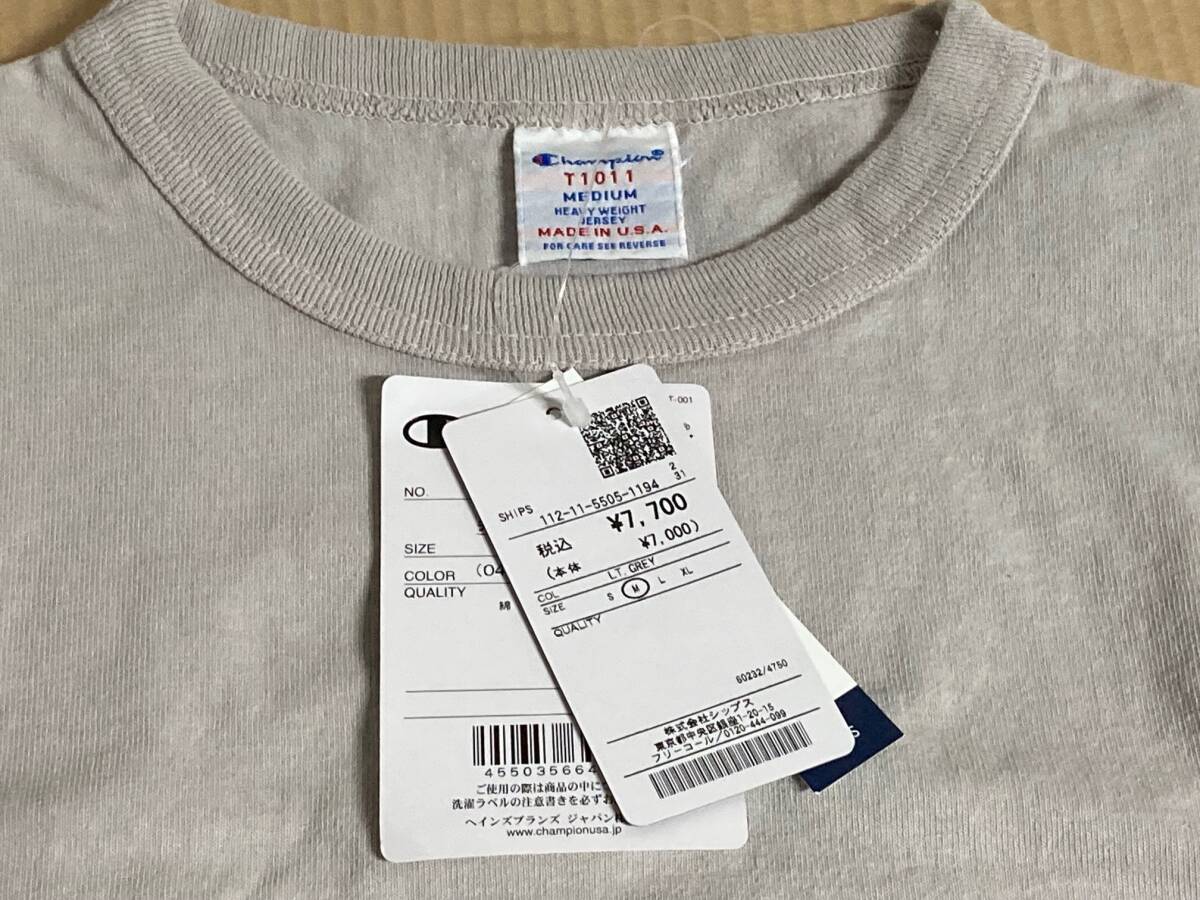 Champion
T1011
MEDIUM
HEAVY WEIGHT
JERSEY
MADE IN U.S.A.
FOR CARE SEE REVERSE
SHIPS 112-11-5505-1194
税込 ¥7,700
(本体 ¥7,000)
COL LT.GREY
SIZE S M L XL
QUALITY
60232/4750
株式会社シップス
東京都中央区銀座1-20-15
フリーコール/0120-444-099
NO.
SIZE
COLOR (04
QUALITY
綿
455035664
ご使用の際は商品の中に
洗濯ラベルの注意書きを必ずお
ヘインズブランズ ジャパン
www.championusa.jp